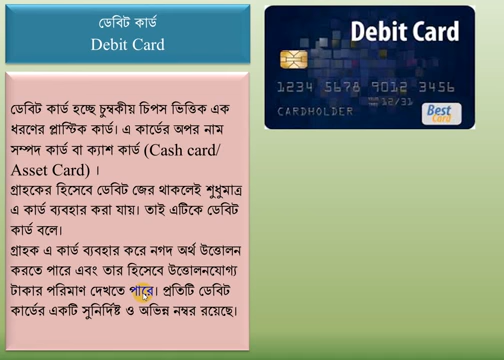 ডেবিট কার্ড
Debit Card
ডেবিট কার্ড হচ্ছে চুম্বকীয় চিপস ভিত্তিক এক
ধরণের প্লাস্টিক কার্ড। এ কার্ডের অপর নাম
সম্পদ কার্ড বা ক্যাশ কার্ড (Cash card/
Asset Card) ।
গ্রাহকের হিসেবে ডেবিট জের থাকলেই শুধুমাত্র
এ কার্ড ব্যবহার করা যায়। তাই এটিকে ডেবিট
কার্ড বলে।
গ্রাহক এ কার্ড ব্যবহার করে নগদ অর্থ উত্তোলন
করতে পারে এবং তার হিসেবে উত্তোলনযোগ্য
টাকার পরিমাণ দেখতে পারে। প্রতিটি ডেবিট
কার্ডের একটি সুনির্দিষ্ট ও অভিন্ন নম্বর রয়েছে।
Debit Card
1234 5678 9012 3456
12/31
CARDHOLDER
Best
Card